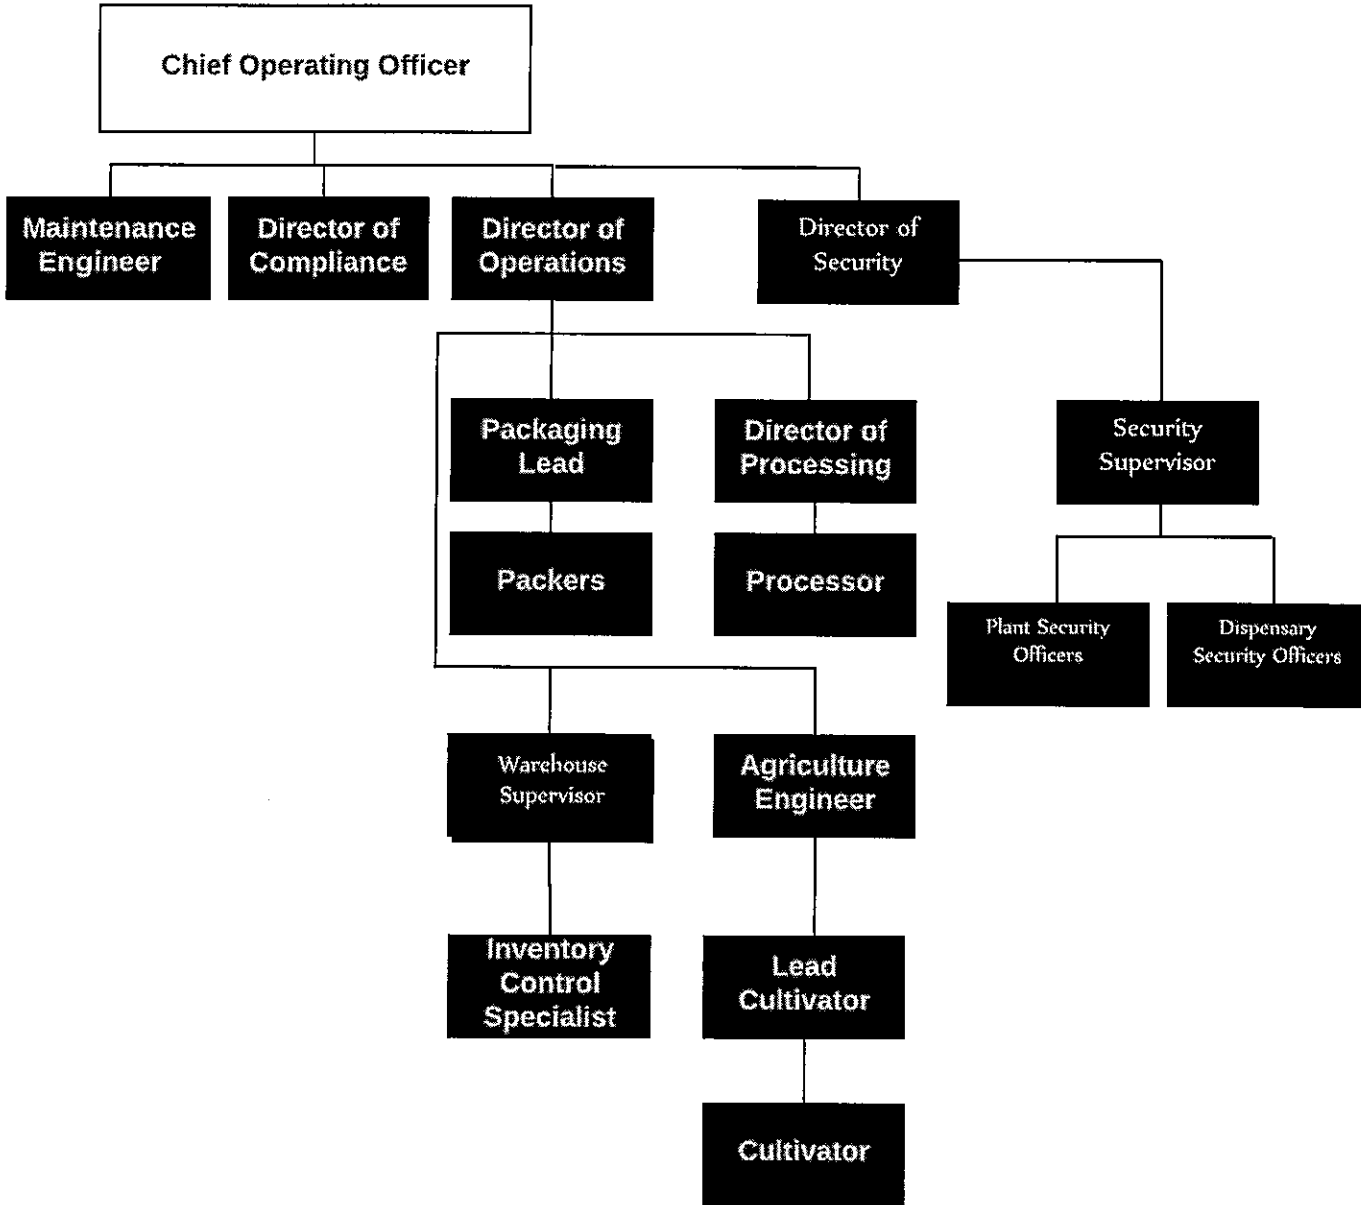 Chief Operating Officer
Maintenance
Engineer
Director of
Compliance
Director of
Operations
Director of
Security
Packaging
Lead
Director of
Processing
Security
Supervisor
Packers
Processor
Plant Security
Officers
Dispensary
Security Officers
Warehouse
Supervisor
Agriculture
Engineer
Inventory
Control
Specialist
Lead
Cultivator
Cultivator